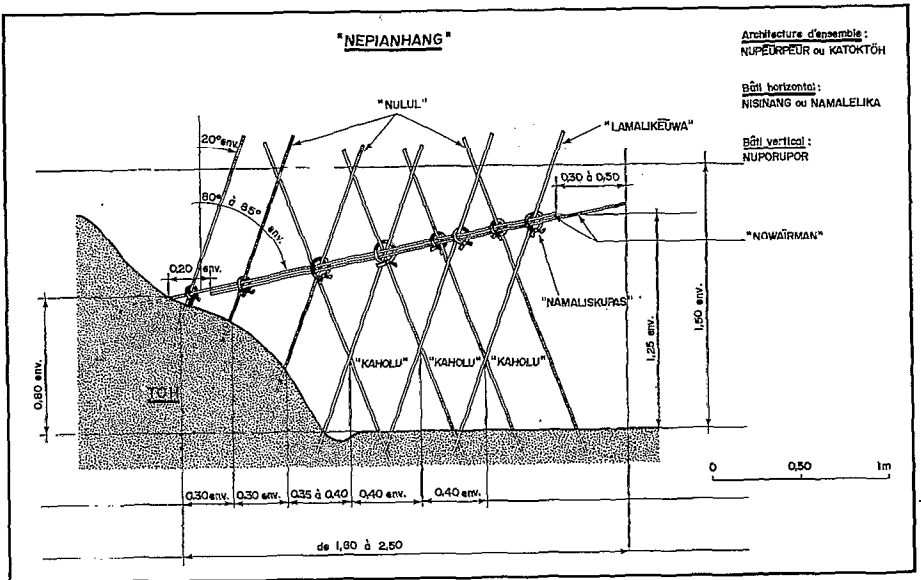 "NEPIANHANG"
Architecture d'ensemble :
NUPĒURPĒUR ou KATOKTÖH
Bâti horizontal :
NISINANG ou NAMALELIKA
Bâti vertical :
NUPORUPOR
"NULUL"
"LAMALIKĒUWA"
20° env.
0,30 à 0,50
80° à 85°
env.
"NOWAÏRMAN"
0,20 env.
"NAMALISKUPAS"
1,25 env.
1,50 env.
0,80 env.
"KAHOLU" "KAHOLU" "KAHOLU"
TOH
0 0,50 1m
0,30 env. 0,30 env. 0,35 à 0,40 0,40 env. 0,40 env.
de 1,80 à 2,50